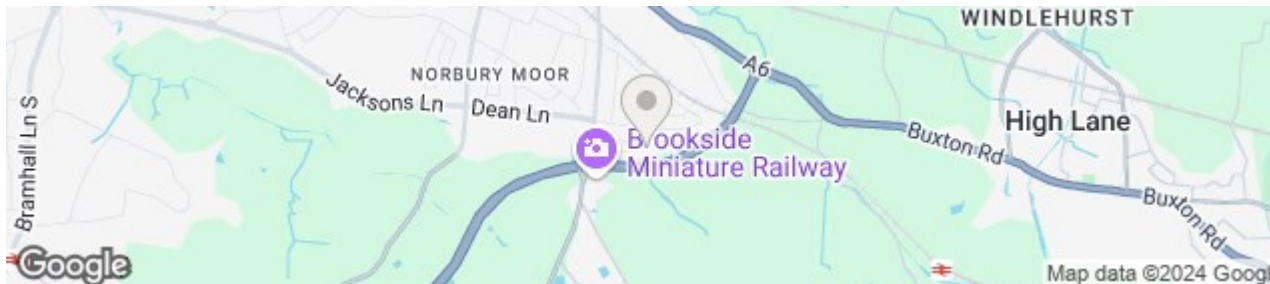 WINDLEHURST
NORBURY MOOR
A6
Jacksons Ln
Dean Ln
Bramhall Ln S
High Lane
Buxton Rd
Brookside
Miniature Railway
Buxton Rd
Google
Map data ©2024 Googl